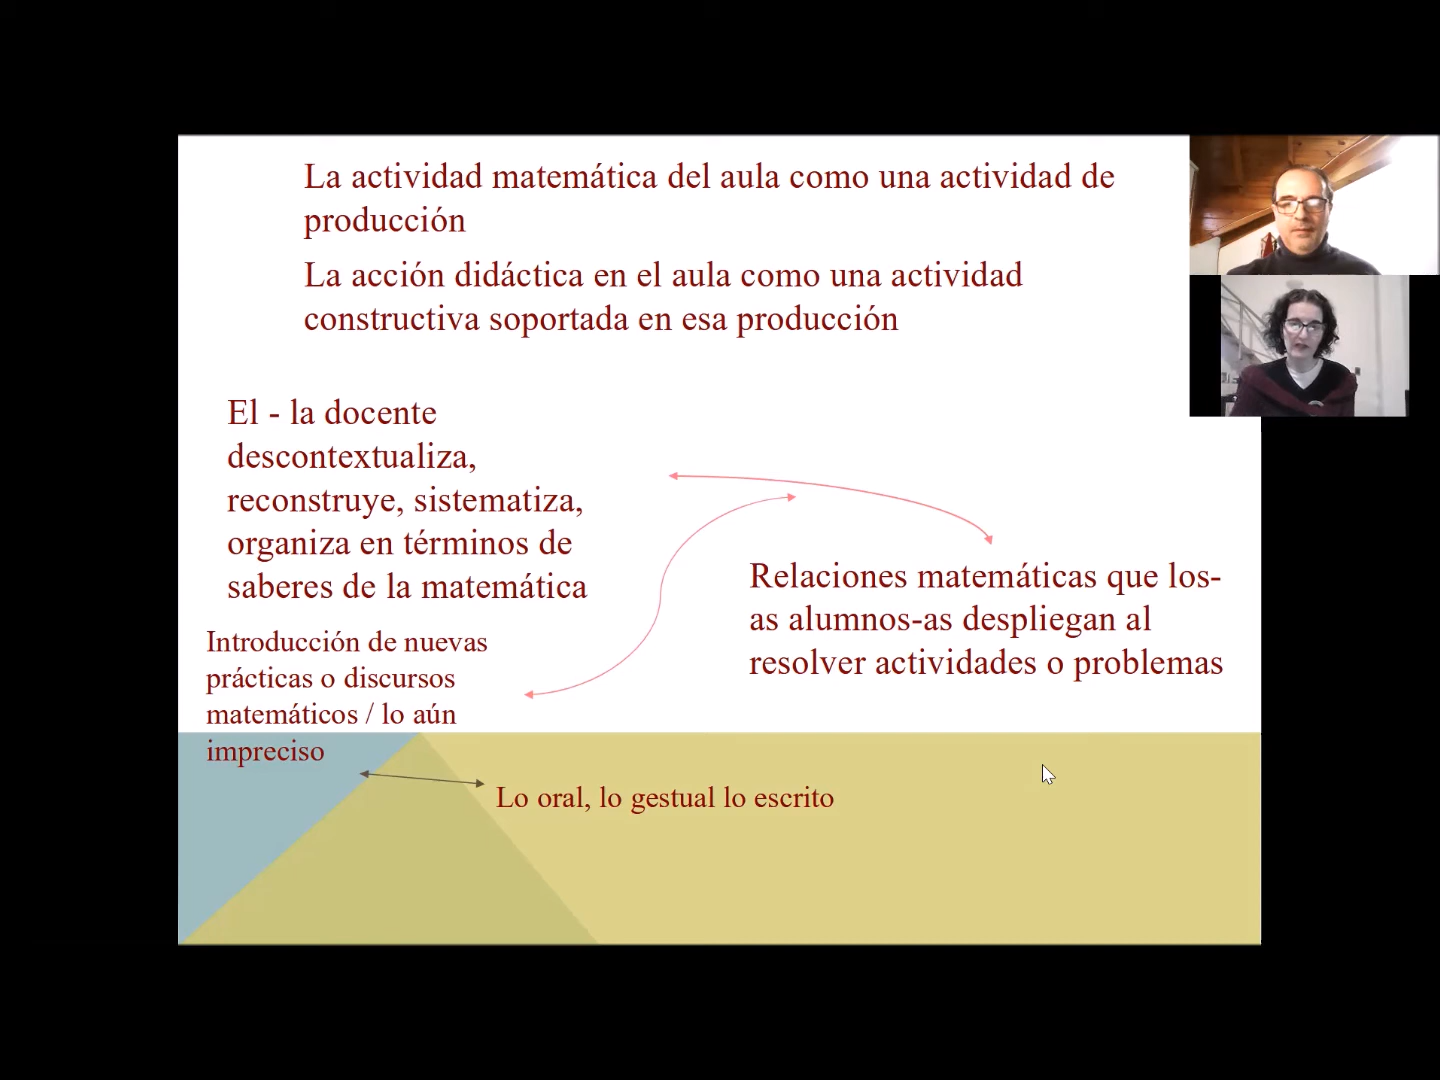 La actividad matemática del aula como una actividad de
producción
La acción didáctica en el aula como una actividad
constructiva soportada en esa producción
El - la docente
descontextualiza,
reconstruye, sistematiza,
organiza en términos de
saberes de la matemática
Relaciones matemáticas que los-
as alumnos-as despliegan al
resolver actividades o problemas
Introducción de nuevas
prácticas o discursos
matemáticos / lo aún
impreciso
Lo oral, lo gestual lo escrito